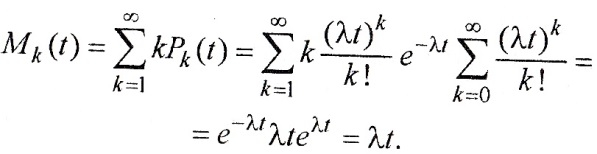 M_k(t) = \sum_{k=1}^{\infty} kP_k(t) = \sum_{k=1}^{\infty} k \frac{(\lambda t)^k}{k!} e^{-\lambda t} \sum_{k=0}^{\infty} \frac{(\lambda t)^k}{k!} =
= e^{-\lambda t} \lambda t e^{\lambda t} = \lambda t.